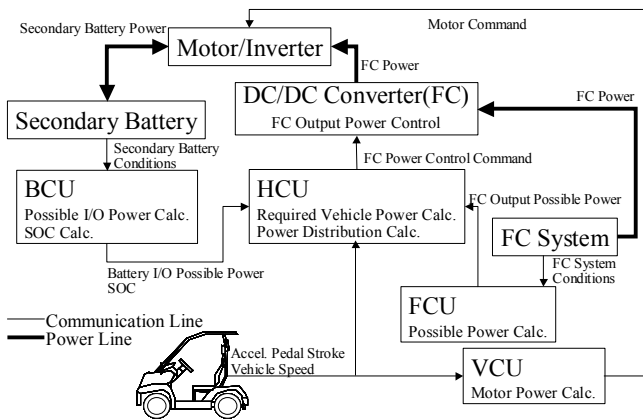 Secondary Battery Power
Motor Command
Motor/Inverter
FC Power
FC Power
DC/DC Converter(FC)
FC Output Power Control
Secondary Battery
Secondary Battery
Conditions
FC Power Control Command
BCU
Possible I/O Power Calc.
SOC Calc.
HCU
Required Vehicle Power Calc.
Power Distribution Calc.
FC Output Possible Power
FC System
Battery I/O Possible Power
SOC
FC System
Conditions
FCU
Possible Power Calc.
Communication Line
Power Line
Accel. Pedal Stroke
Vehicle Speed
VCU
Motor Power Calc.